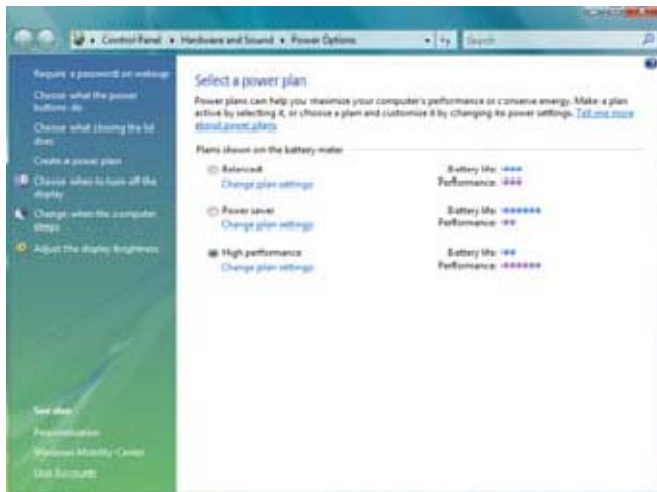 Control Panel ▸ Hardware and Sound ▸ Power Options
Search
Require a password on wakeup
Choose what the power
buttons do
Choose what closing the lid
does
Create a power plan
Choose when to turn off the
display
Change when the computer
sleeps
Adjust the display brightness
Select a power plan
Power plans can help you maximize your computer's performance or conserve energy. Make a plan
active by selecting it, or choose a plan and customize it by changing its power settings. Tell me more
about power plans
Plans shown on the battery meter
Balanced
Battery life:
Change plan settings
Performance:
Power saver
Battery life:
Change plan settings
Performance:
High performance
Battery life:
Change plan settings
Performance:
See also
Personalization
Windows Mobility Center
User Accounts